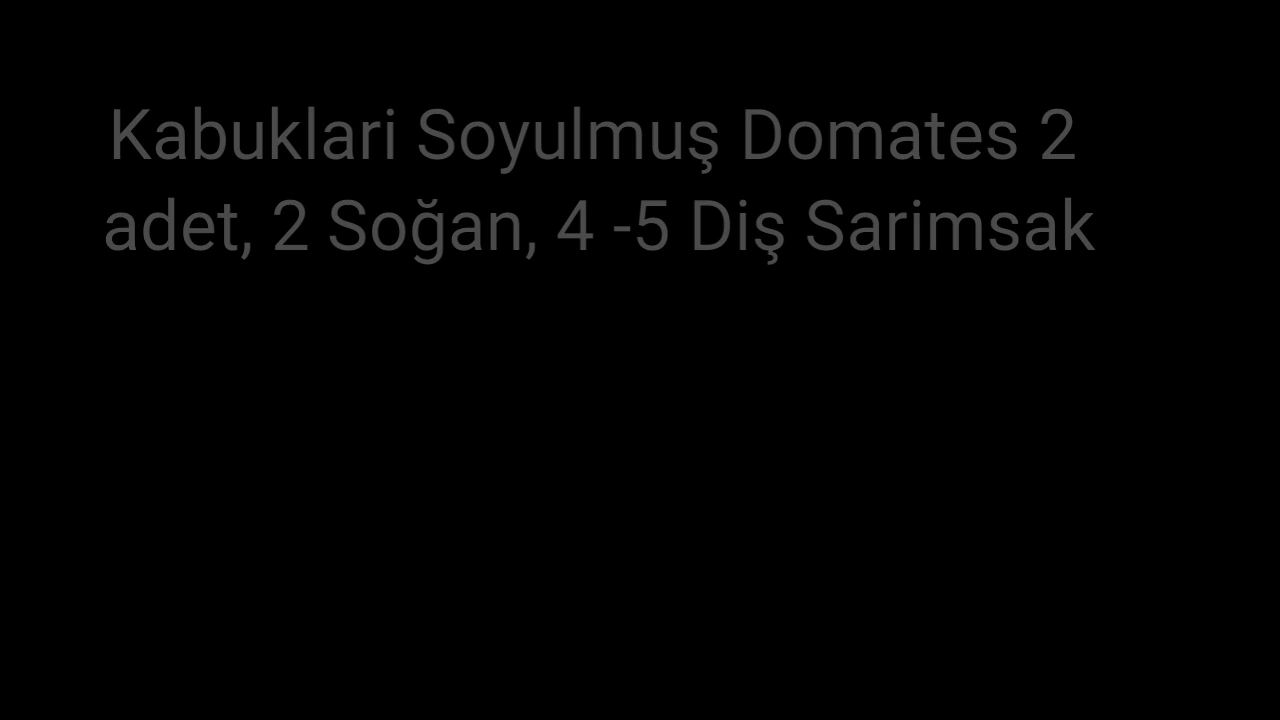 Kabuklari Soyulmuş Domates 2
adet, 2 Soğan, 4 -5 Diş Sarimsak